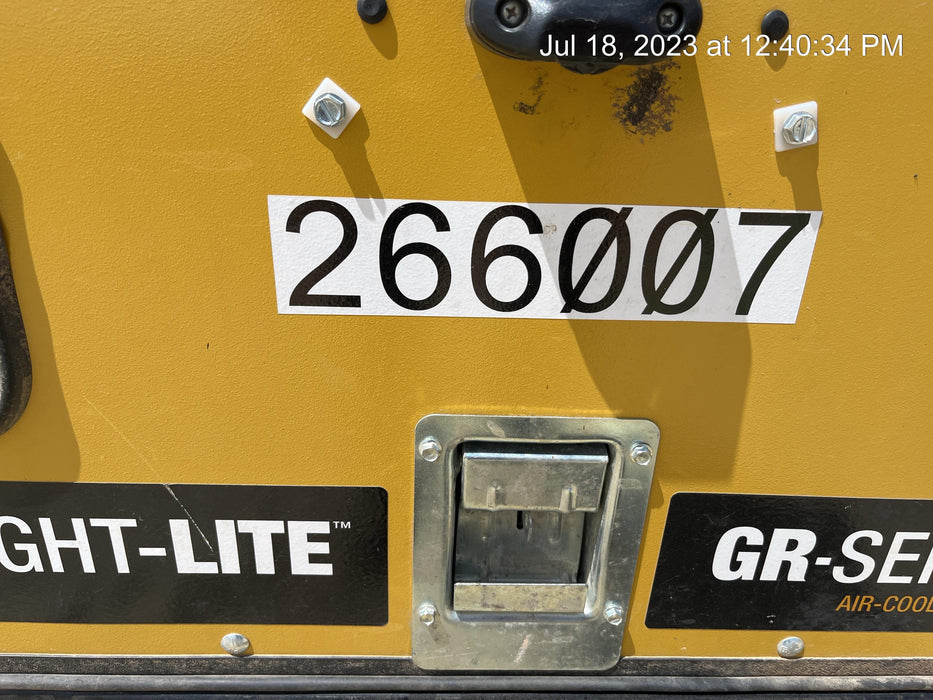 Jul 18, 2023 at 12:40:34 PM
266007
GHT-LITE™
GR-SE
AIR-COOL